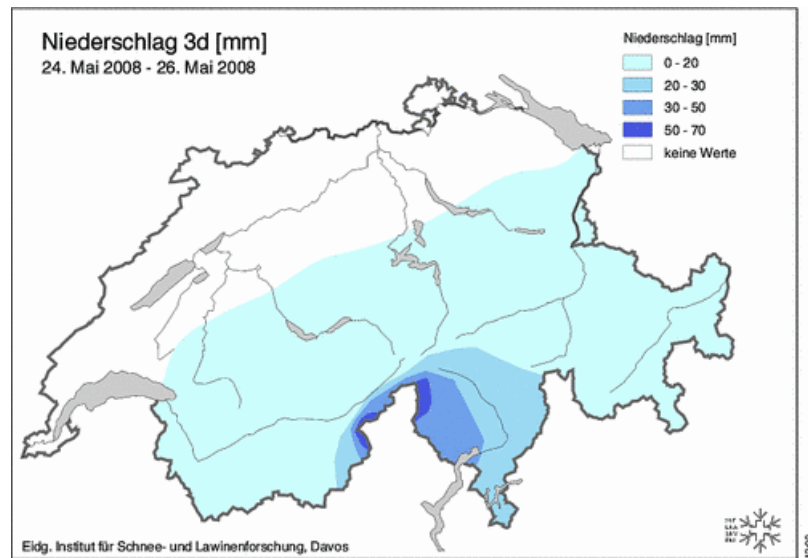 Niederschlag 3d [mm]
24. Mai 2008 - 26. Mai 2008
Niederschlag [mm]
0 - 20
20 - 30
30 - 50
50 - 70
keine Werte
Eidg. Institut für Schnee- und Lawinenforschung, Davos